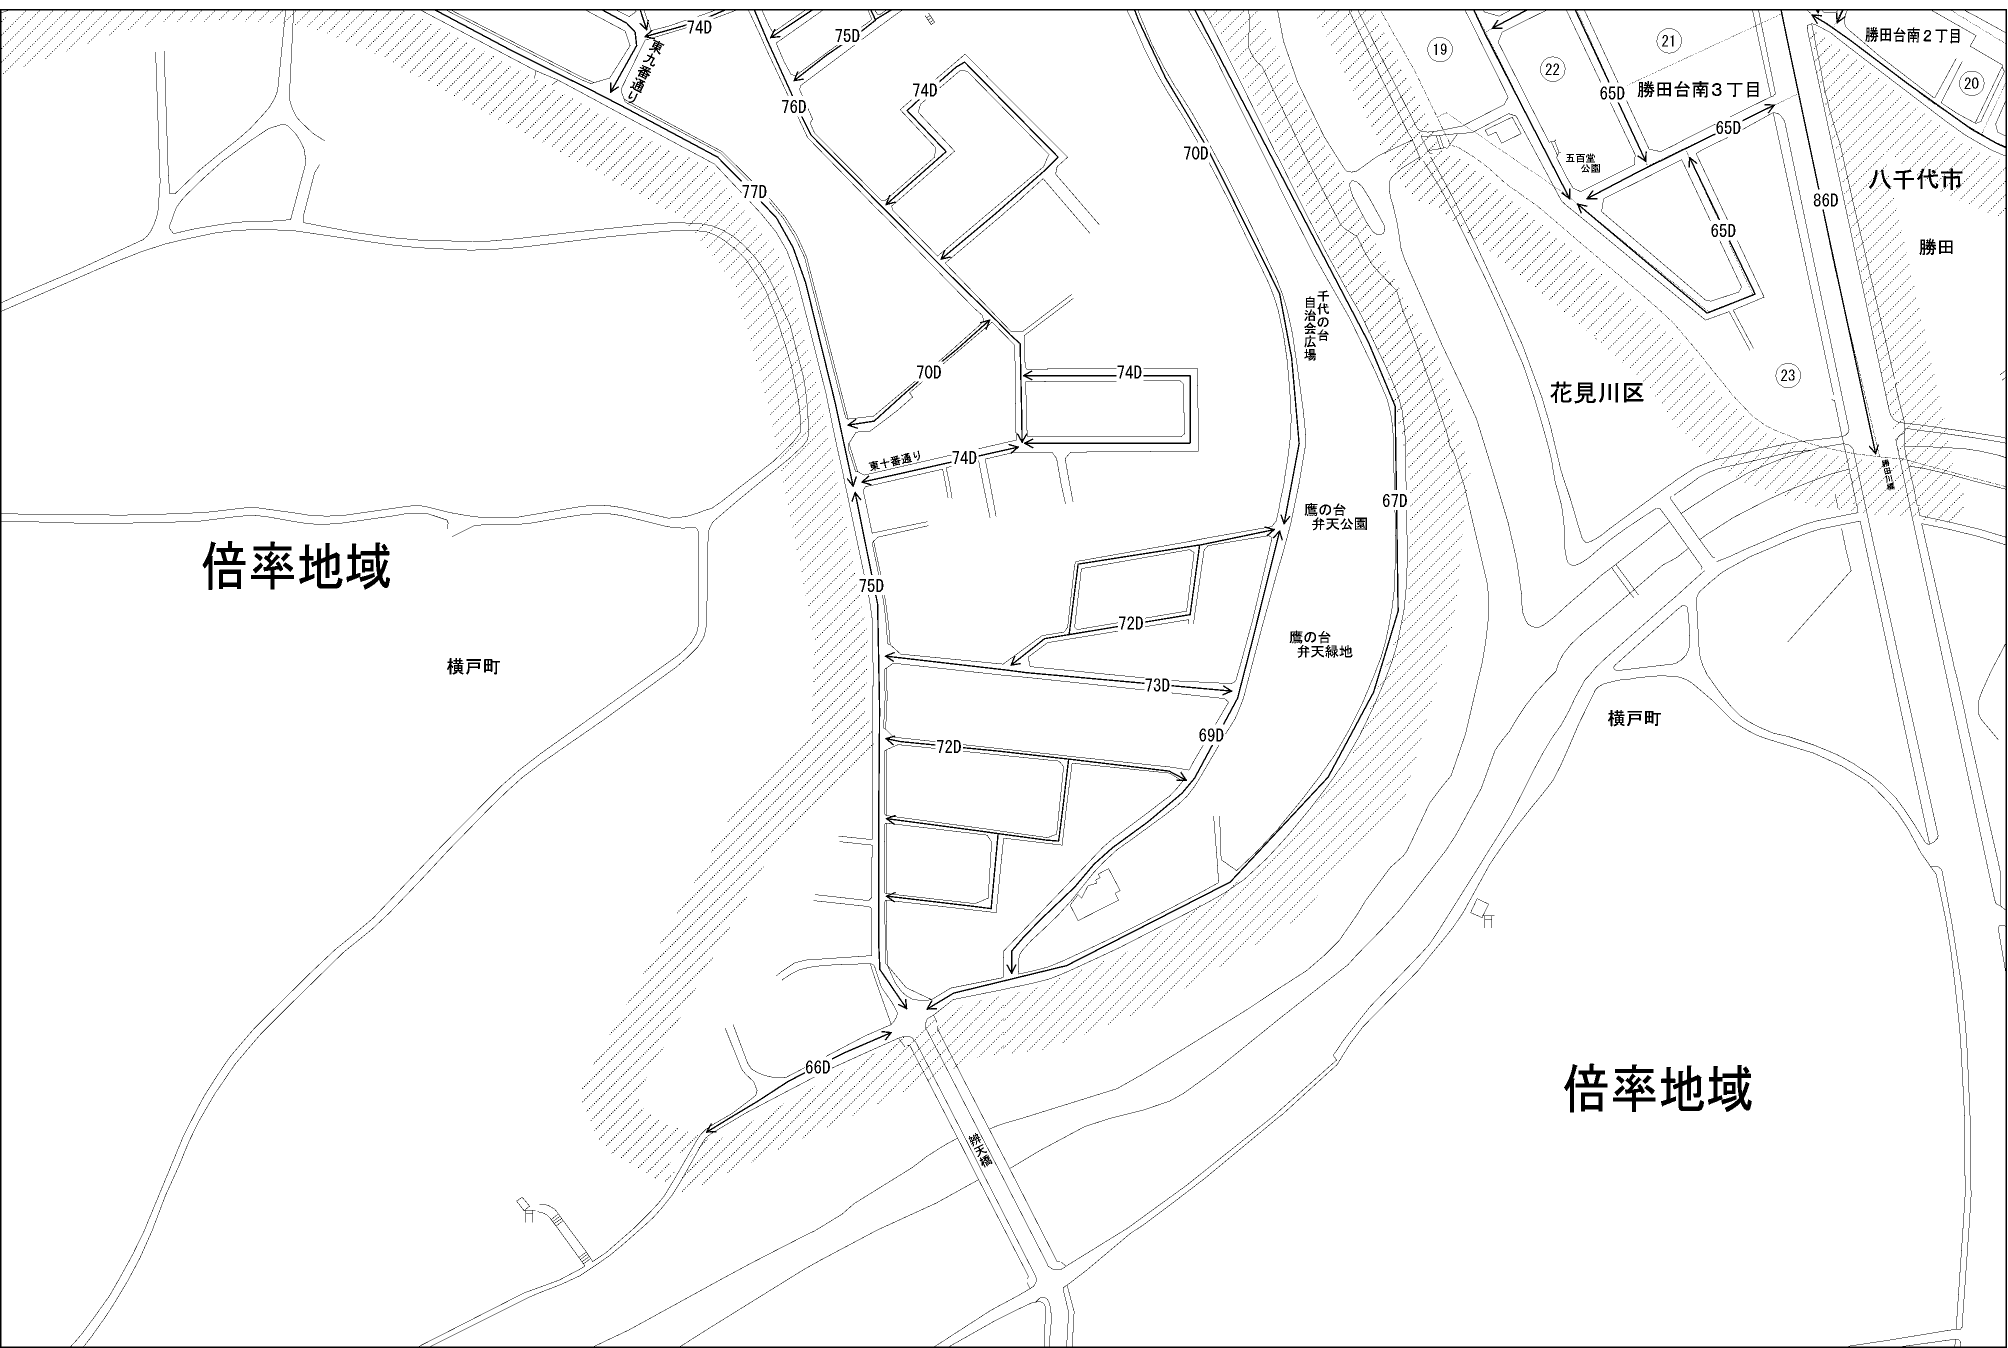 74D
75D
東九番通り
19
21
22
勝田台南2丁目
20
勝田台南3丁目
74D
76D
65D
65D
70D
五百堂
公園
77D
86D
八千代市
65D
勝田
千代の台
自治会広場
70D
74D
23
花見川区
東十番通り
74D
勝田川橋
67D
鷹の台
弁天公園
倍率地域
75D
72D
鷹の台
弁天緑地
横戸町
73D
横戸町
69D
72D
66D
倍率地域
辨天橋